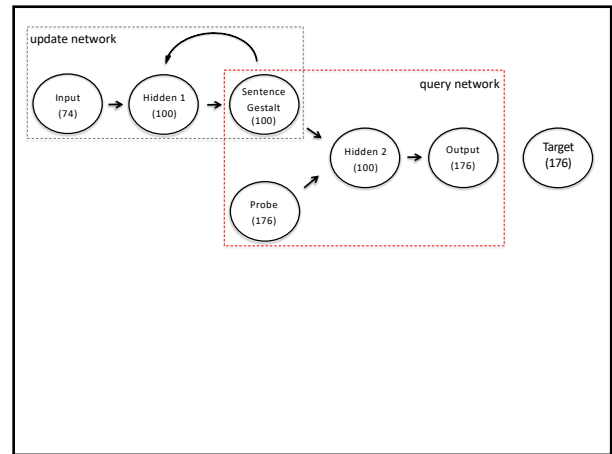 update network
query network
Input
(74)
Hidden 1
(100)
Sentence
Gestalt
(100)
Hidden 2
(100)
Output
(176)
Target
(176)
Probe
(176)